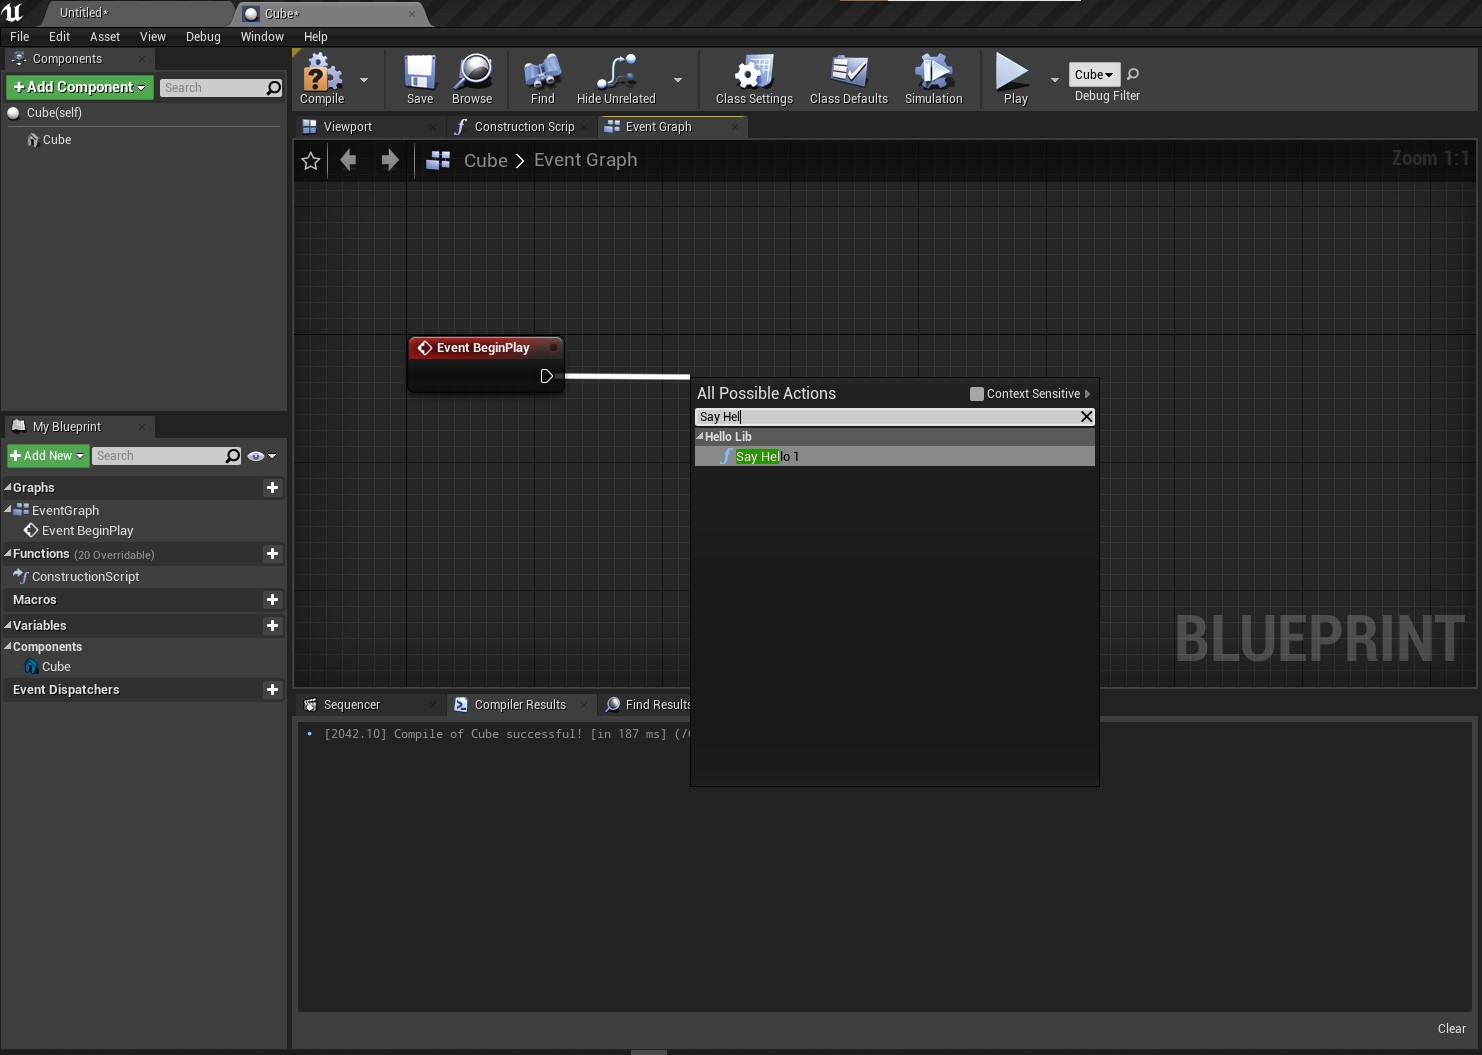 Untitled*
Cube*
File Edit Asset View Debug Window Help
Components
+Add Component
Search
Cube(self)
Cube
Compile
Save
Browse
Find
Hide Unrelated
Class Settings
Class Defaults
Simulation
Play
Cube
Debug Filter
Viewport
Construction Scrip
Event Graph
Cube > Event Graph
Zoom 1:1
Event BeginPlay
All Possible Actions
Context Sensitive
Say Hel
Hello Lib
Say Hello 1
BLUEPRINT
My Blueprint
+Add New
Search
Graphs
EventGraph
Event BeginPlay
Functions (20 Overridable)
ConstructionScript
Macros
Variables
Components
Cube
Event Dispatchers
Sequencer
Compiler Results
Find Results
[2042.10] Compile of Cube successful! [in 187 ms] (/
Clear